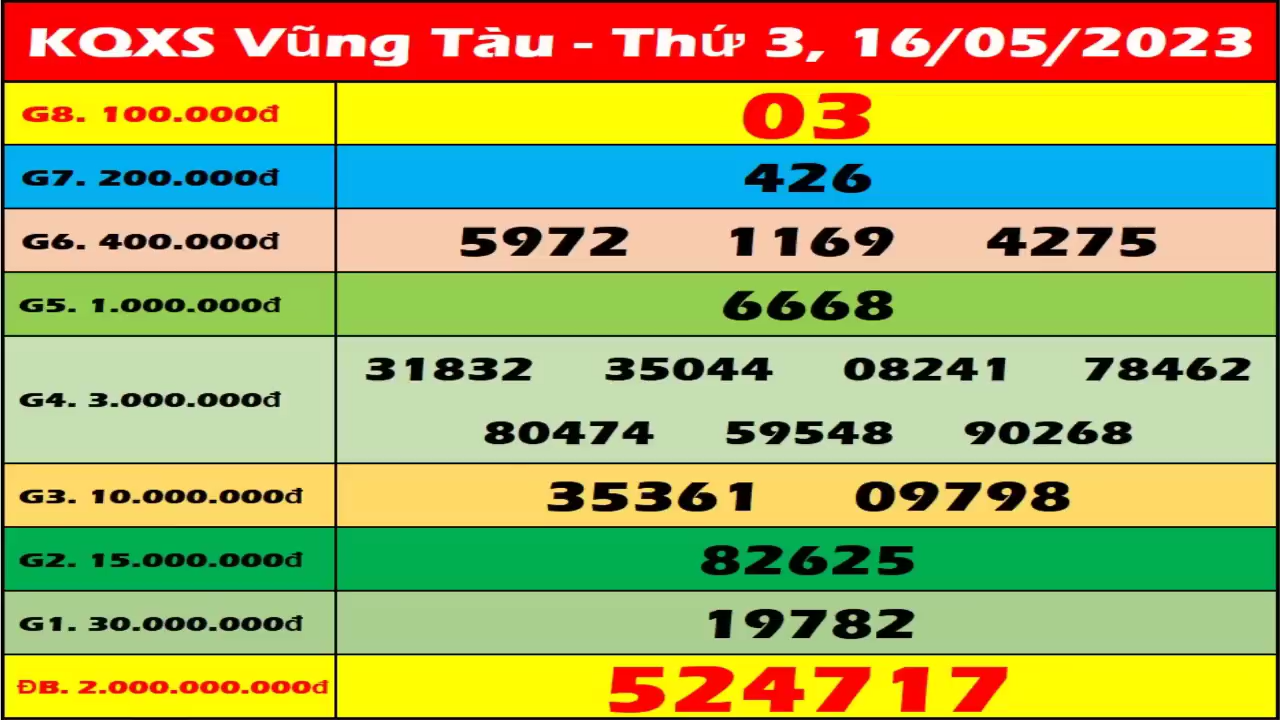 KQXS Vũng Tàu - Thứ 3, 16/05/2023
G8. 100.000đ 03
G7. 200.000đ 426
G6. 400.000đ 5972 1169 4275
G5. 1.000.000đ 6668
G4. 3.000.000đ 31832 35044 08241 78462
80474 59548 90268
G3. 10.000.000đ 35361 09798
G2. 15.000.000đ 82625
G1. 30.000.000đ 19782
ĐB. 2.000.000.000đ 524717